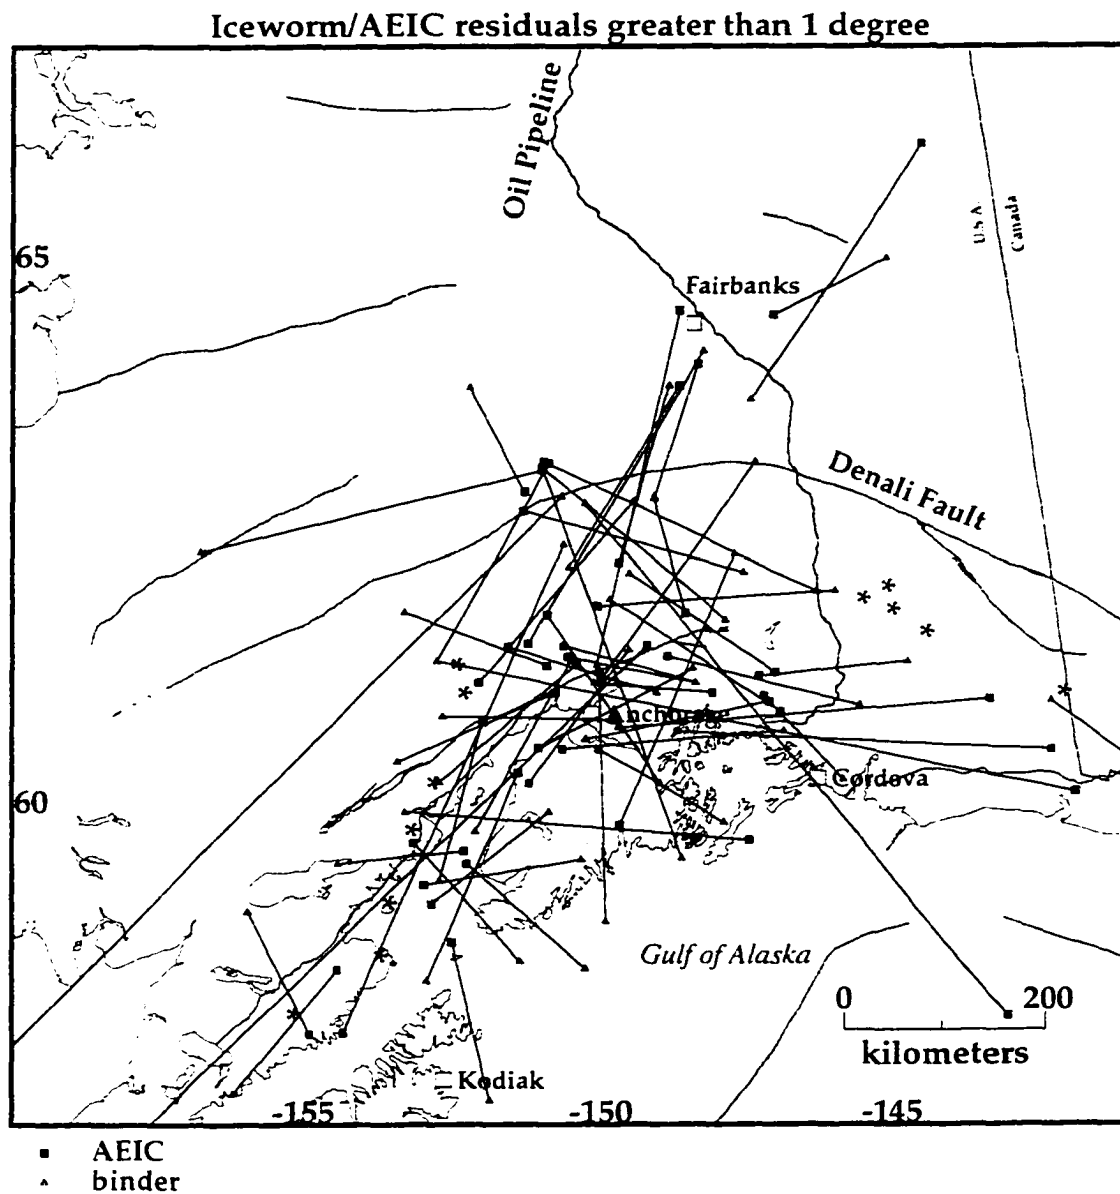 Iceworm/AEIC residuals greater than 1 degree
Oil Pipeline
U.S.A.
Canada
65
Fairbanks
Denali Fault
Anchorage
60
Cordova
Gulf of Alaska
0 200
kilometers
Kodiak
-155 -150 -145
AEIC
binder